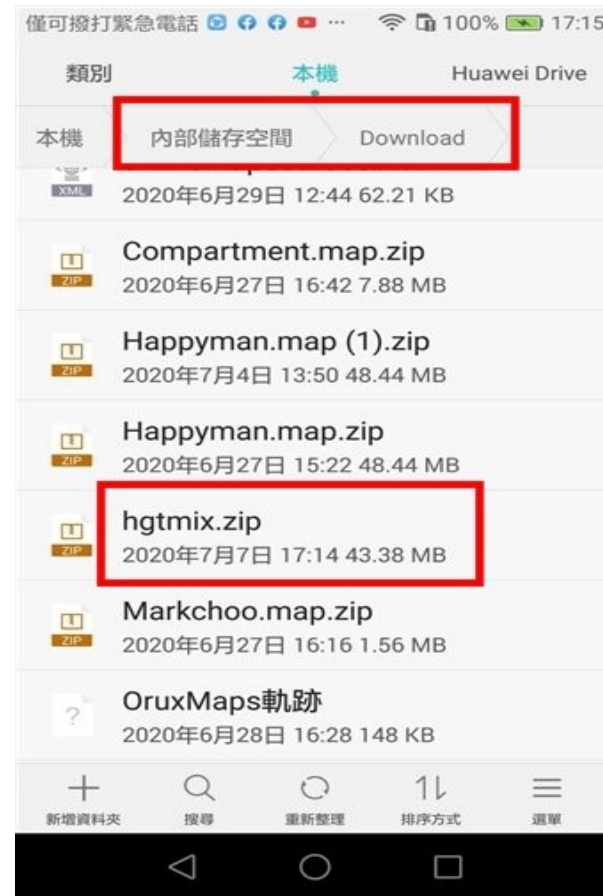 僅可撥打緊急電話 ... 100% 17:15
類別 本機 Huawei Drive
本機 內部儲存空間 Download
XML
2020年6月29日 12:44 62.21 KB
Compartment.map.zip
ZIP
2020年6月27日 16:42 7.88 MB
Happyman.map (1).zip
ZIP
2020年7月4日 13:50 48.44 MB
Happyman.map.zip
ZIP
2020年6月27日 15:22 48.44 MB
hgtmix.zip
ZIP
2020年7月7日 17:14 43.38 MB
Markchoo.map.zip
ZIP
2020年6月27日 16:16 1.56 MB
OruxMaps軌跡
?
2020年6月28日 16:28 148 KB
新增資料夾 搜尋 重新整理 排序方式 選單